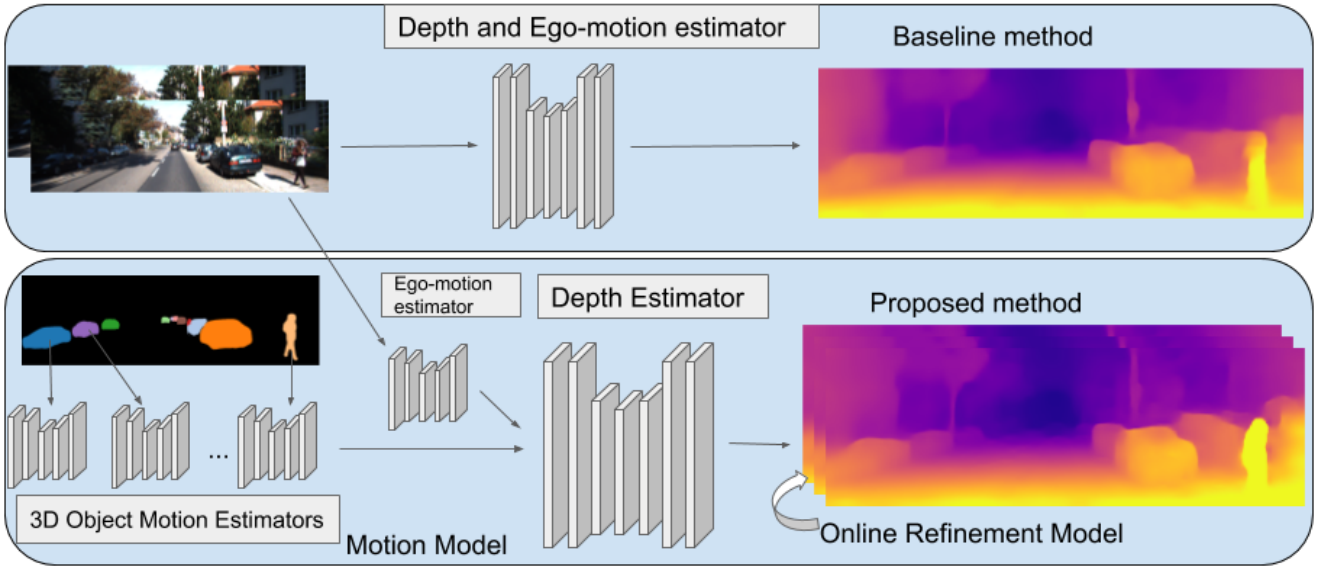 Depth and Ego-motion estimator
Baseline method
Ego-motion
estimator
Depth Estimator
Proposed method
...
3D Object Motion Estimators
Motion Model
Online Refinement Model